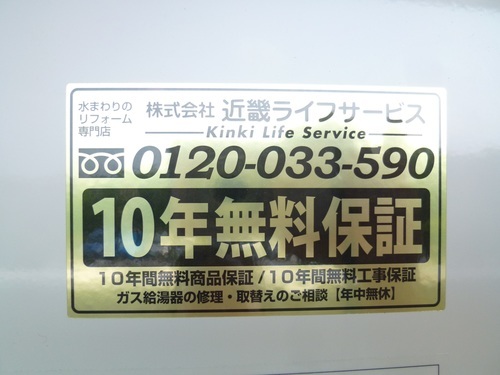 水まわりの
リフォーム
専門店
株式会社 近畿ライフサービス
Kinki Life Service
0120-033-590
10年無料保証
10年間無料商品保証/10年間無料工事保証
ガス給湯器の修理・取替えのご相談【年中無休】